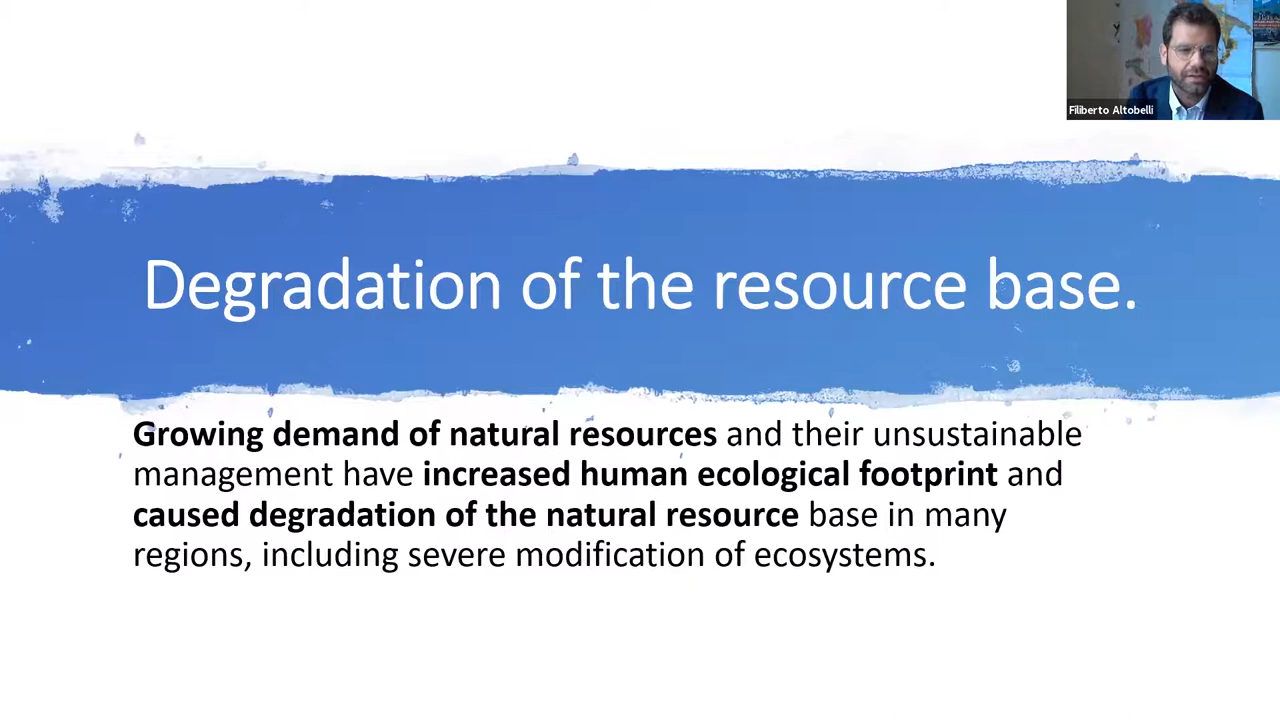 Filiberto Altobelli
Degradation of the resource base.
Growing demand of natural resources and their unsustainable
management have increased human ecological footprint and
caused degradation of the natural resource base in many
regions, including severe modification of ecosystems.